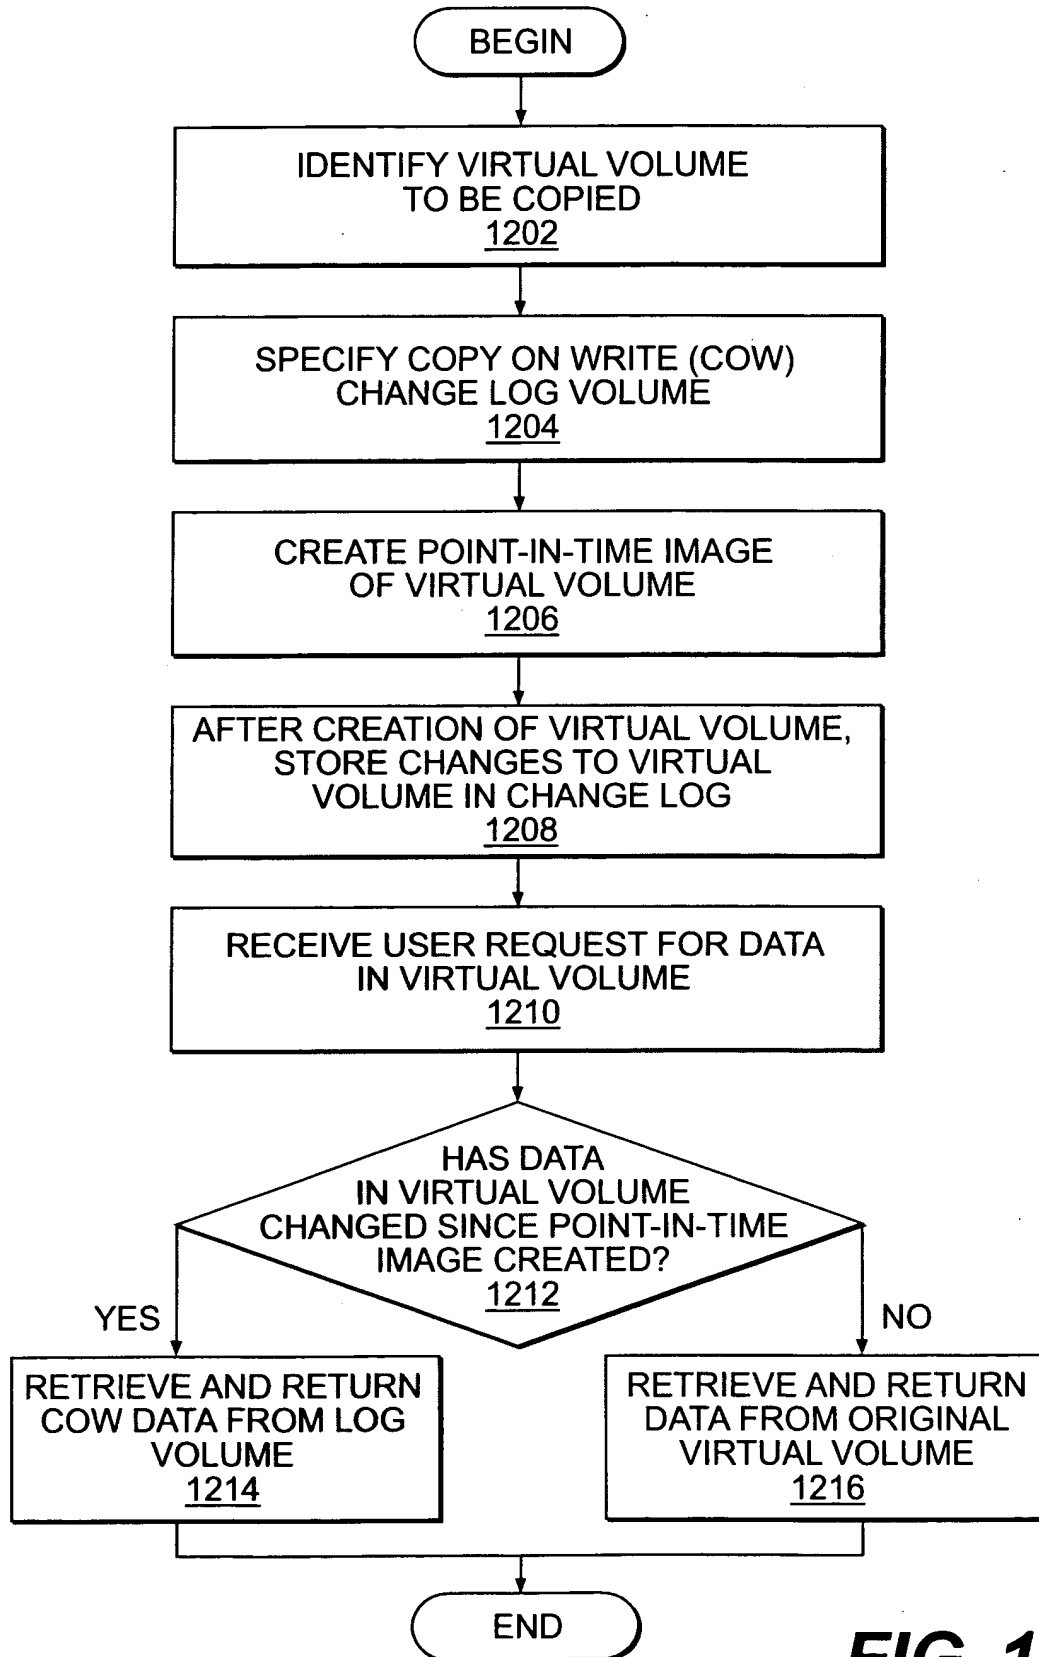 BEGIN
IDENTIFY VIRTUAL VOLUME
TO BE COPIED
1202
SPECIFY COPY ON WRITE (COW)
CHANGE LOG VOLUME
1204
CREATE POINT-IN-TIME IMAGE
OF VIRTUAL VOLUME
1206
AFTER CREATION OF VIRTUAL VOLUME,
STORE CHANGES TO VIRTUAL
VOLUME IN CHANGE LOG
1208
RECEIVE USER REQUEST FOR DATA
IN VIRTUAL VOLUME
1210
HAS DATA
IN VIRTUAL VOLUME
CHANGED SINCE POINT-IN-TIME
IMAGE CREATED?
1212
YES
NO
RETRIEVE AND RETURN
COW DATA FROM LOG
VOLUME
1214
RETRIEVE AND RETURN
DATA FROM ORIGINAL
VIRTUAL VOLUME
1216
END
FIG. 1